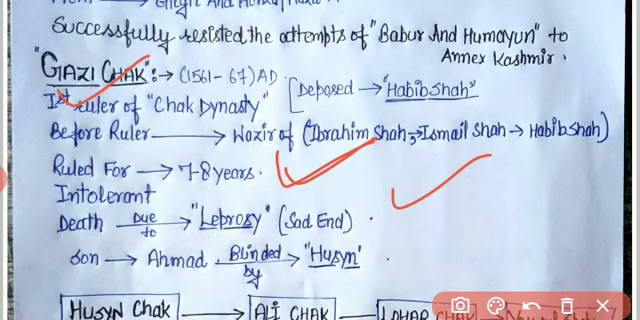 Successfully resisted the attempts of "Babur And Humayun" to
Annex Kashmir.
"GAZI CHAK" :→ (1561-67) AD.
Ist ruler of "Chak Dynasty" [Deposed → "Habib Shah"
Before Ruler → Wazir of (Ibrahim Shah → Ismail Shah → Habib Shah)
Ruled For → 7-8 years.
Intolerant
Death Due to → "Leprosy" (Sad End).
Son → Ahmad Blinded by → "Husyn".
HUSYN CHAK → ALI CHAK